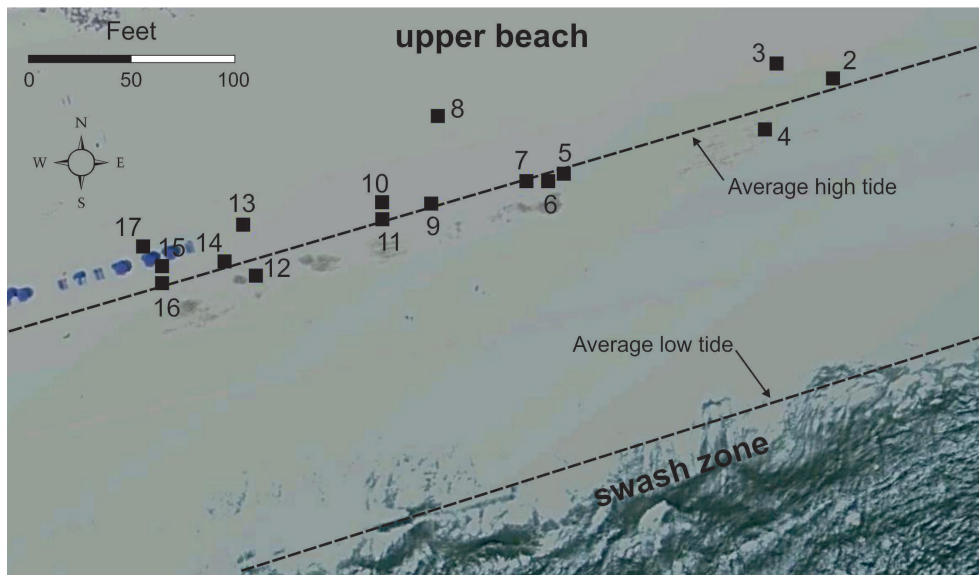 Feet
0 50 100
upper beach
N
W E
S
3 2
8
4
7 5
6
Average high tide
10
9
11
13
17 15 14
12
16
Average low tide
swash zone